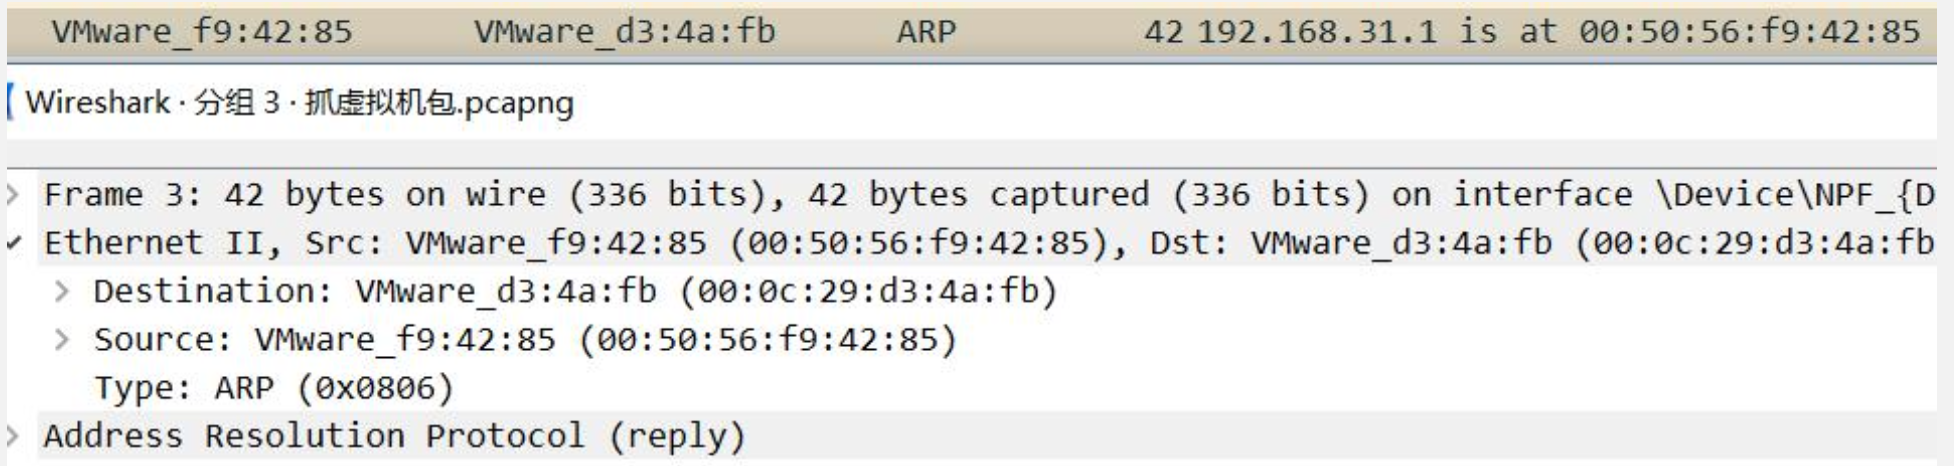 VMware_f9:42:85 VMware_d3:4a:fb ARP 42 192.168.31.1 is at 00:50:56:f9:42:85
Wireshark · 分组 3 · 抓虚拟机包.pcapng
Frame 3: 42 bytes on wire (336 bits), 42 bytes captured (336 bits) on interface \Device\NPF_{D
Ethernet II, Src: VMware_f9:42:85 (00:50:56:f9:42:85), Dst: VMware_d3:4a:fb (00:0c:29:d3:4a:fb
Destination: VMware_d3:4a:fb (00:0c:29:d3:4a:fb)
Source: VMware_f9:42:85 (00:50:56:f9:42:85)
Type: ARP (0x0806)
Address Resolution Protocol (reply)